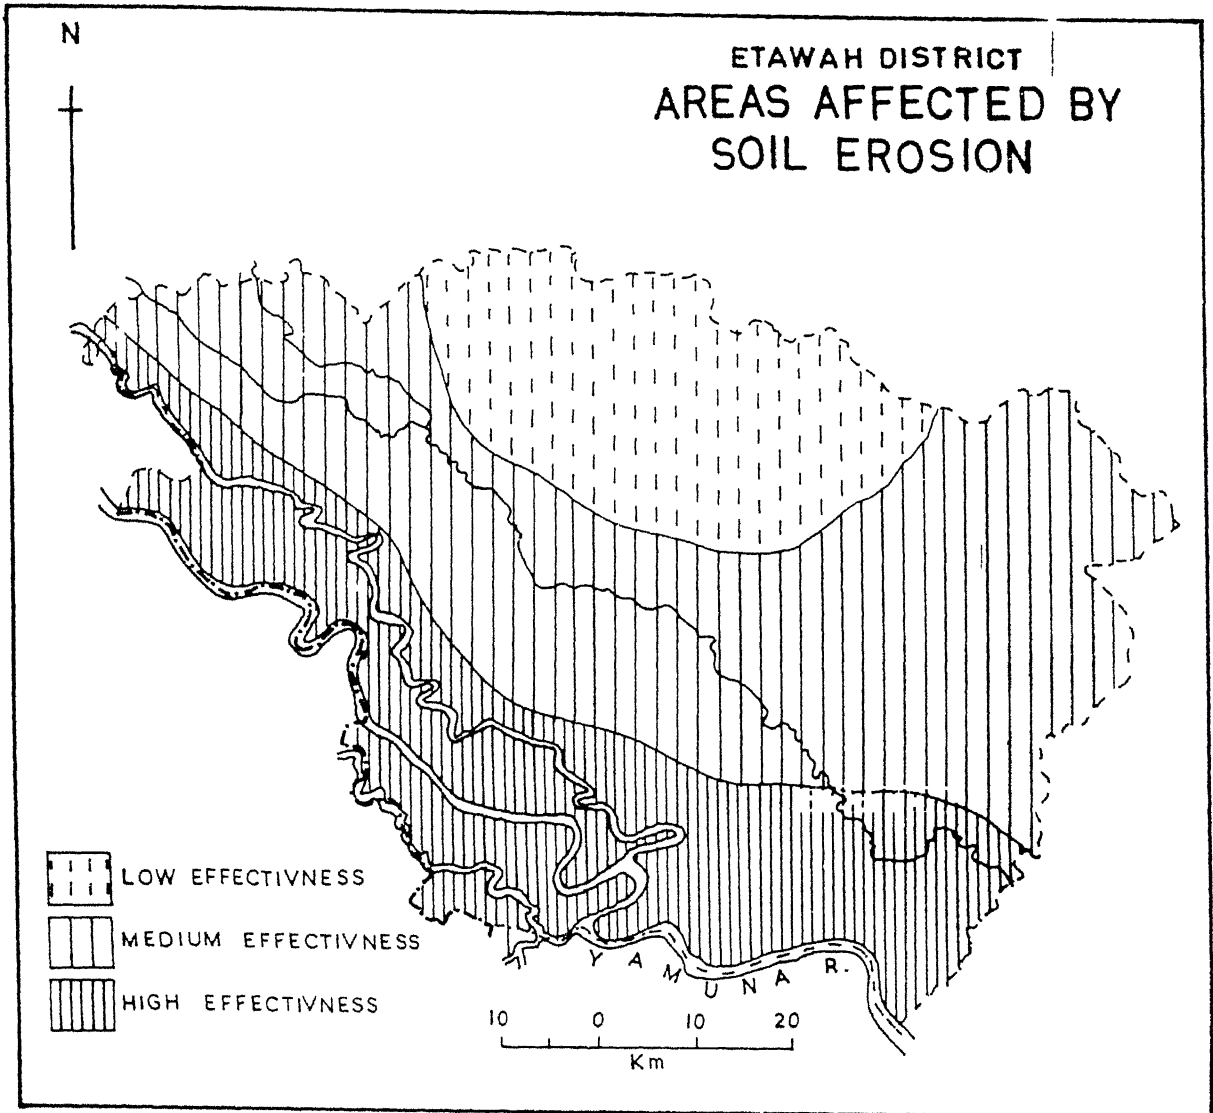 N
ETAWAH DISTRICT
AREAS AFFECTED BY
SOIL EROSION
LOW EFFECTIVNESS
MEDIUM EFFECTIVNESS
HIGH EFFECTIVNESS
YAMUNA R.
10 0 10 20
Km